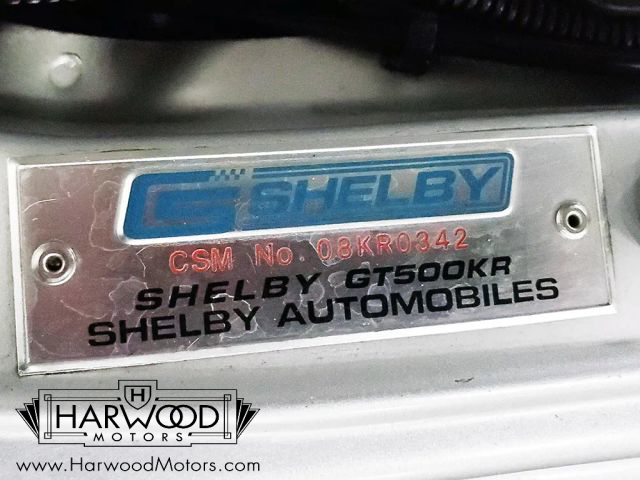 SHELBY
CSM No. 08KR0342
SHELBY GT500KR
SHELBY AUTOMOBILES
H
HARWOOD
MOTORS
www.HarwoodMotors.com